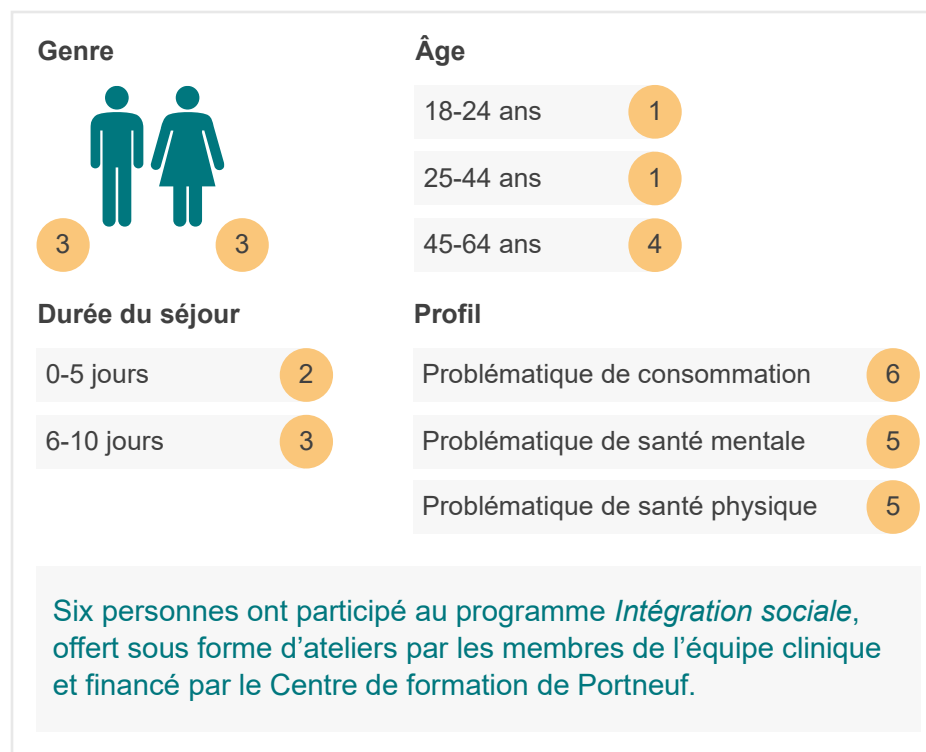 Genre
3
3
Âge
18-24 ans 1
25-44 ans 1
45-64 ans 4
Durée du séjour
0-5 jours 2
6-10 jours 3
Profil
Problématique de consommation 6
Problématique de santé mentale 5
Problématique de santé physique 5
Six personnes ont participé au programme Intégration sociale,
offert sous forme d’ateliers par les membres de l’équipe clinique
et financé par le Centre de formation de Portneuf.